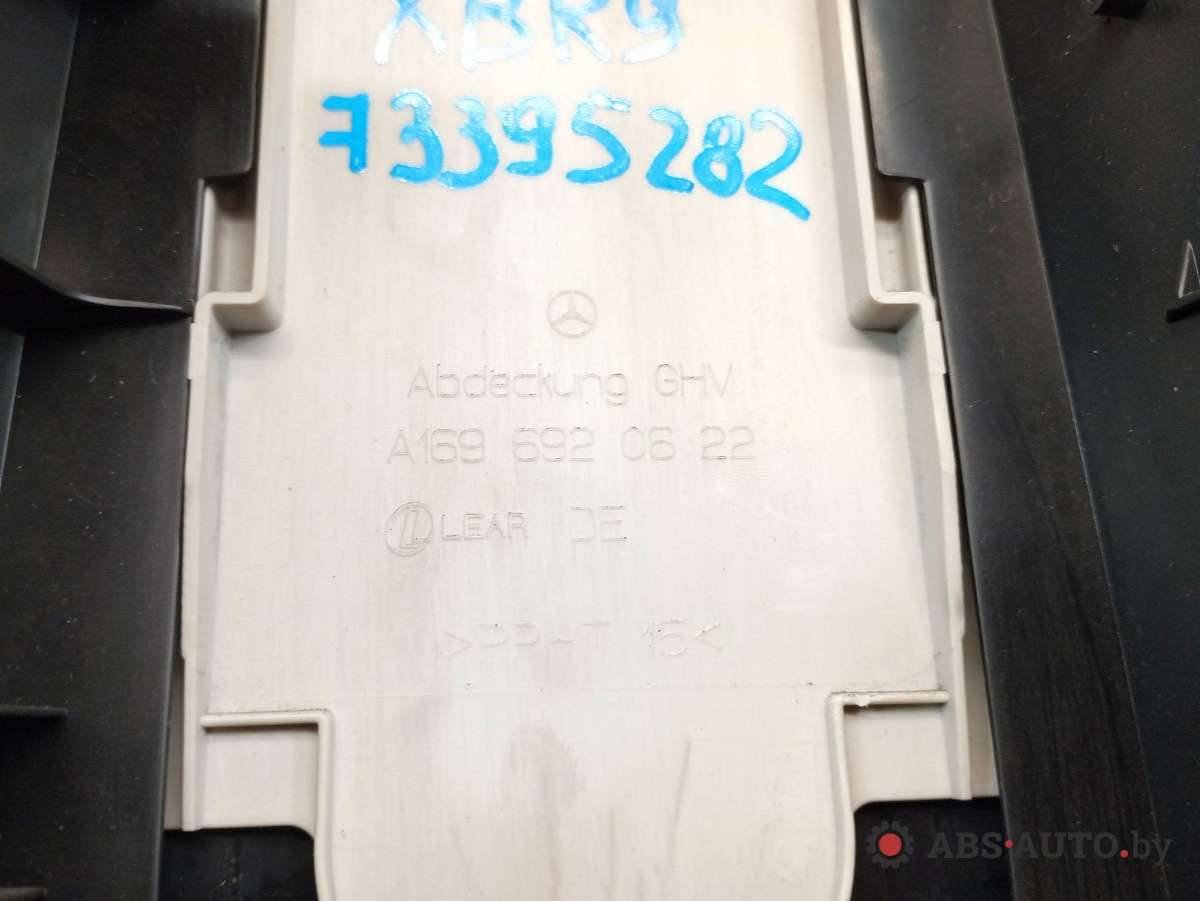 XBR9
73395282
Abdeckung GHV
A169 692 06 22
LEAR DE
>PP-T 15<
ABS·AUTO.by